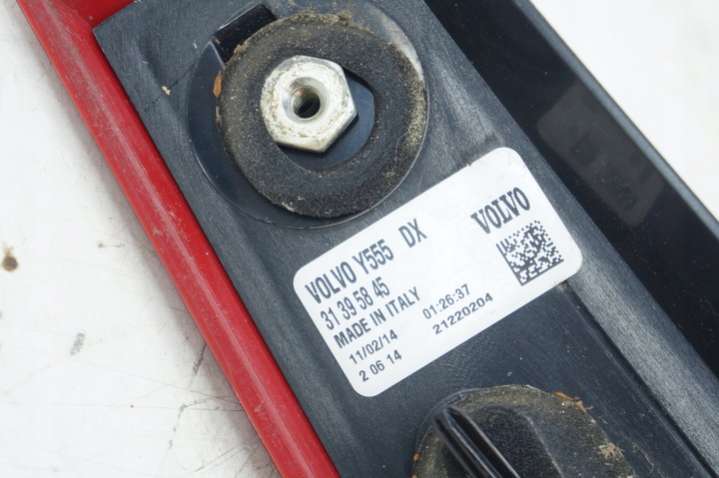 VOLVO Y555 DX
VOLVO
31 39 58 45
MADE IN ITALY
11/02/14 01:26:37
2 06 14 21220204